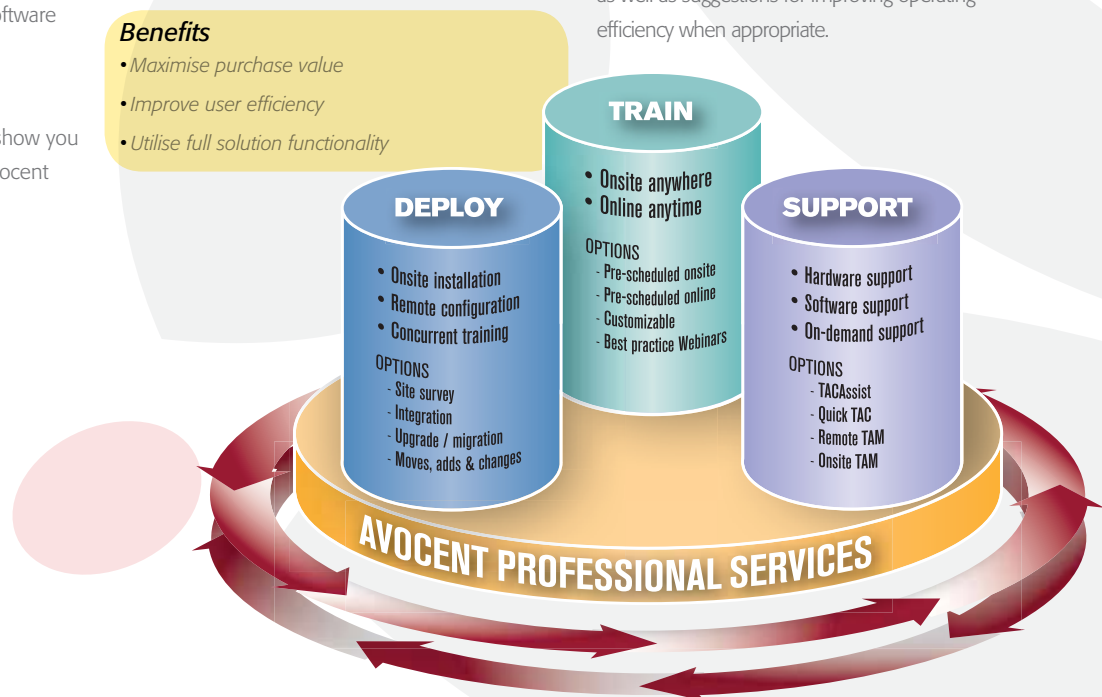 efficiency when appropriate.
show you
Benefits
• Maximise purchase value
• Improve user efficiency
• Utilise full solution functionality
TRAIN
• Onsite anywhere
• Online anytime
OPTIONS
- Pre-scheduled onsite
- Pre-scheduled online
- Customizable
- Best practice Webinars
DEPLOY
• Onsite installation
• Remote configuration
• Concurrent training
OPTIONS
- Site survey
- Integration
- Upgrade / migration
- Moves, adds & changes
SUPPORT
• Hardware support
• Software support
• On-demand support
OPTIONS
- TACAssist
- Quick TAC
- Remote TAM
- Onsite TAM
AVOCENT PROFESSIONAL SERVICES